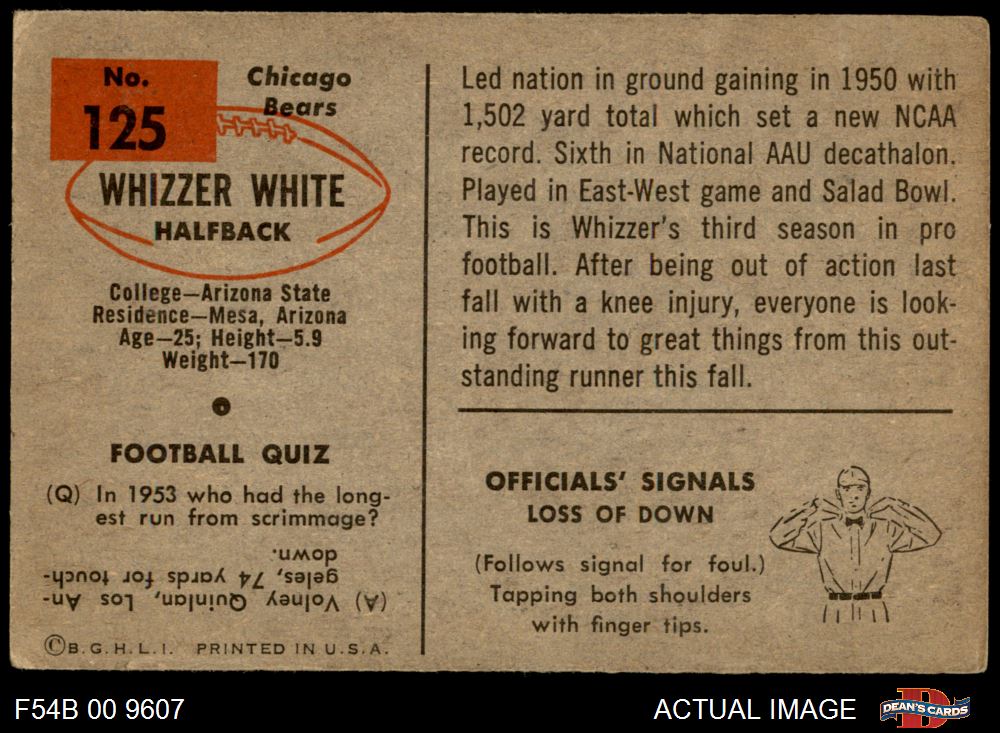 No.
125
Chicago
Bears
WHIZZER WHITE
HALFBACK
College—Arizona State
Residence—Mesa, Arizona
Age—25; Height—5.9
Weight—170
FOOTBALL QUIZ
(Q) In 1953 who had the long-
est run from scrimmage?
(A) Volney Quinlan, Los An-
geles, 74 yards for touch-
down.
©B.G.H.L.I. PRINTED IN U.S.A.
Led nation in ground gaining in 1950 with
1,502 yard total which set a new NCAA
record. Sixth in National AAU decathalon.
Played in East-West game and Salad Bowl.
This is Whizzer's third season in pro
football. After being out of action last
fall with a knee injury, everyone is look-
ing forward to great things from this out-
standing runner this fall.
OFFICIALS' SIGNALS
LOSS OF DOWN
(Follows signal for foul.)
Tapping both shoulders
with finger tips.
F54B 00 9607
ACTUAL IMAGE
D
DEAN'S CARDS